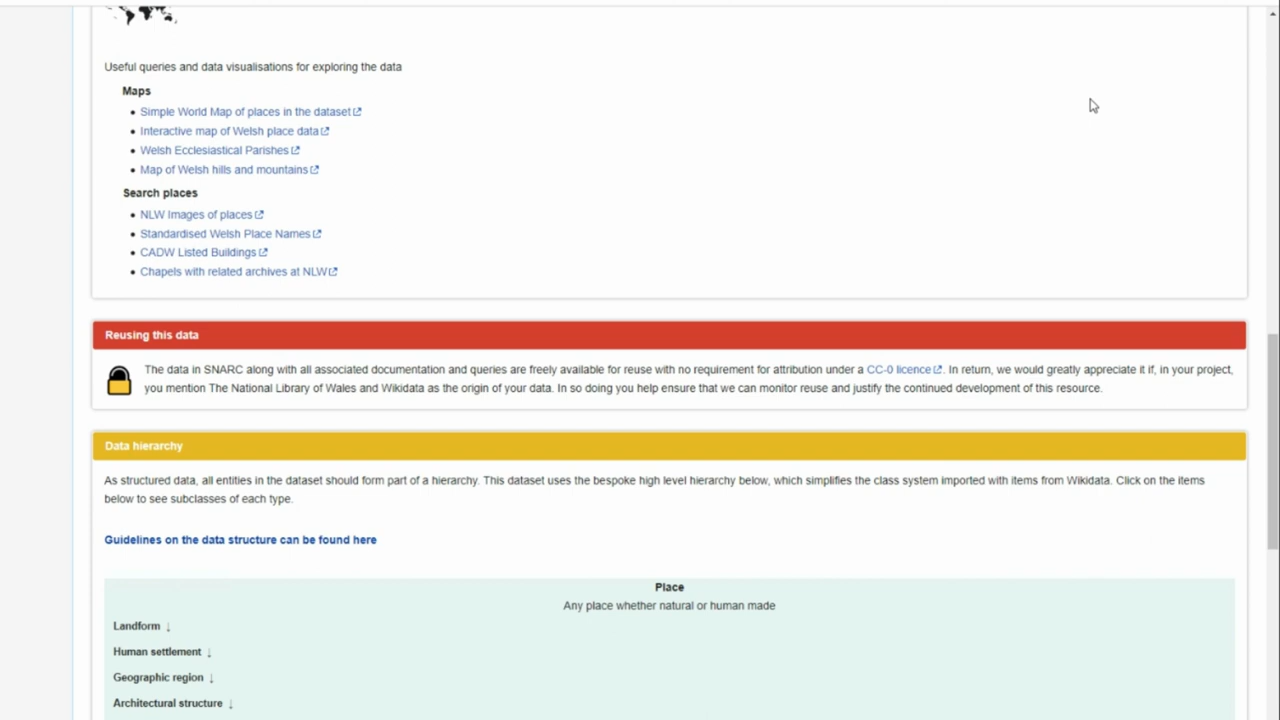 Useful queries and data visualisations for exploring the data
Maps
Simple World Map of places in the dataset
Interactive map of Welsh place data
Welsh Ecclesiastical Parishes
Map of Welsh hills and mountains
Search places
NLW Images of places
Standardised Welsh Place Names
CADW Listed Buildings
Chapels with related archives at NLW
Reusing this data
The data in SNARC along with all associated documentation and queries are freely available for reuse with no requirement for attribution under a CC-0 licence. In return, we would greatly appreciate it if, in your project,
you mention The National Library of Wales and Wikidata as the origin of your data. In so doing you help ensure that we can monitor reuse and justify the continued development of this resource.
Data hierarchy
As structured data, all entities in the dataset should form part of a hierarchy. This dataset uses the bespoke high level hierarchy below, which simplifies the class system imported with items from Wikidata. Click on the items
below to see subclasses of each type.
Guidelines on the data structure can be found here
Place
Any place whether natural or human made
Landform ↓
Human settlement ↓
Geographic region ↓
Architectural structure ↓